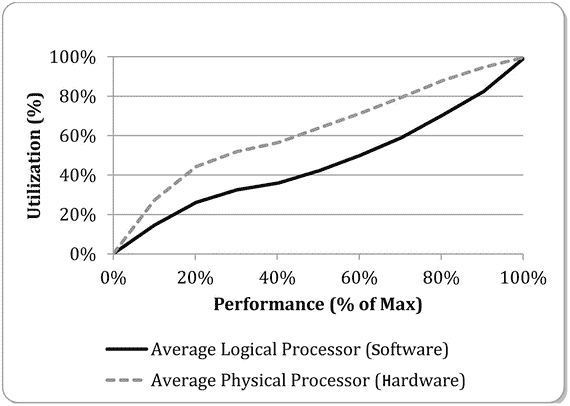 100%
80%
60%
40%
20%
0%
Utilization (%)
0% 20% 40% 60% 80% 100%
Performance (% of Max)
Average Logical Processor (Software)
Average Physical Processor (Hardware)